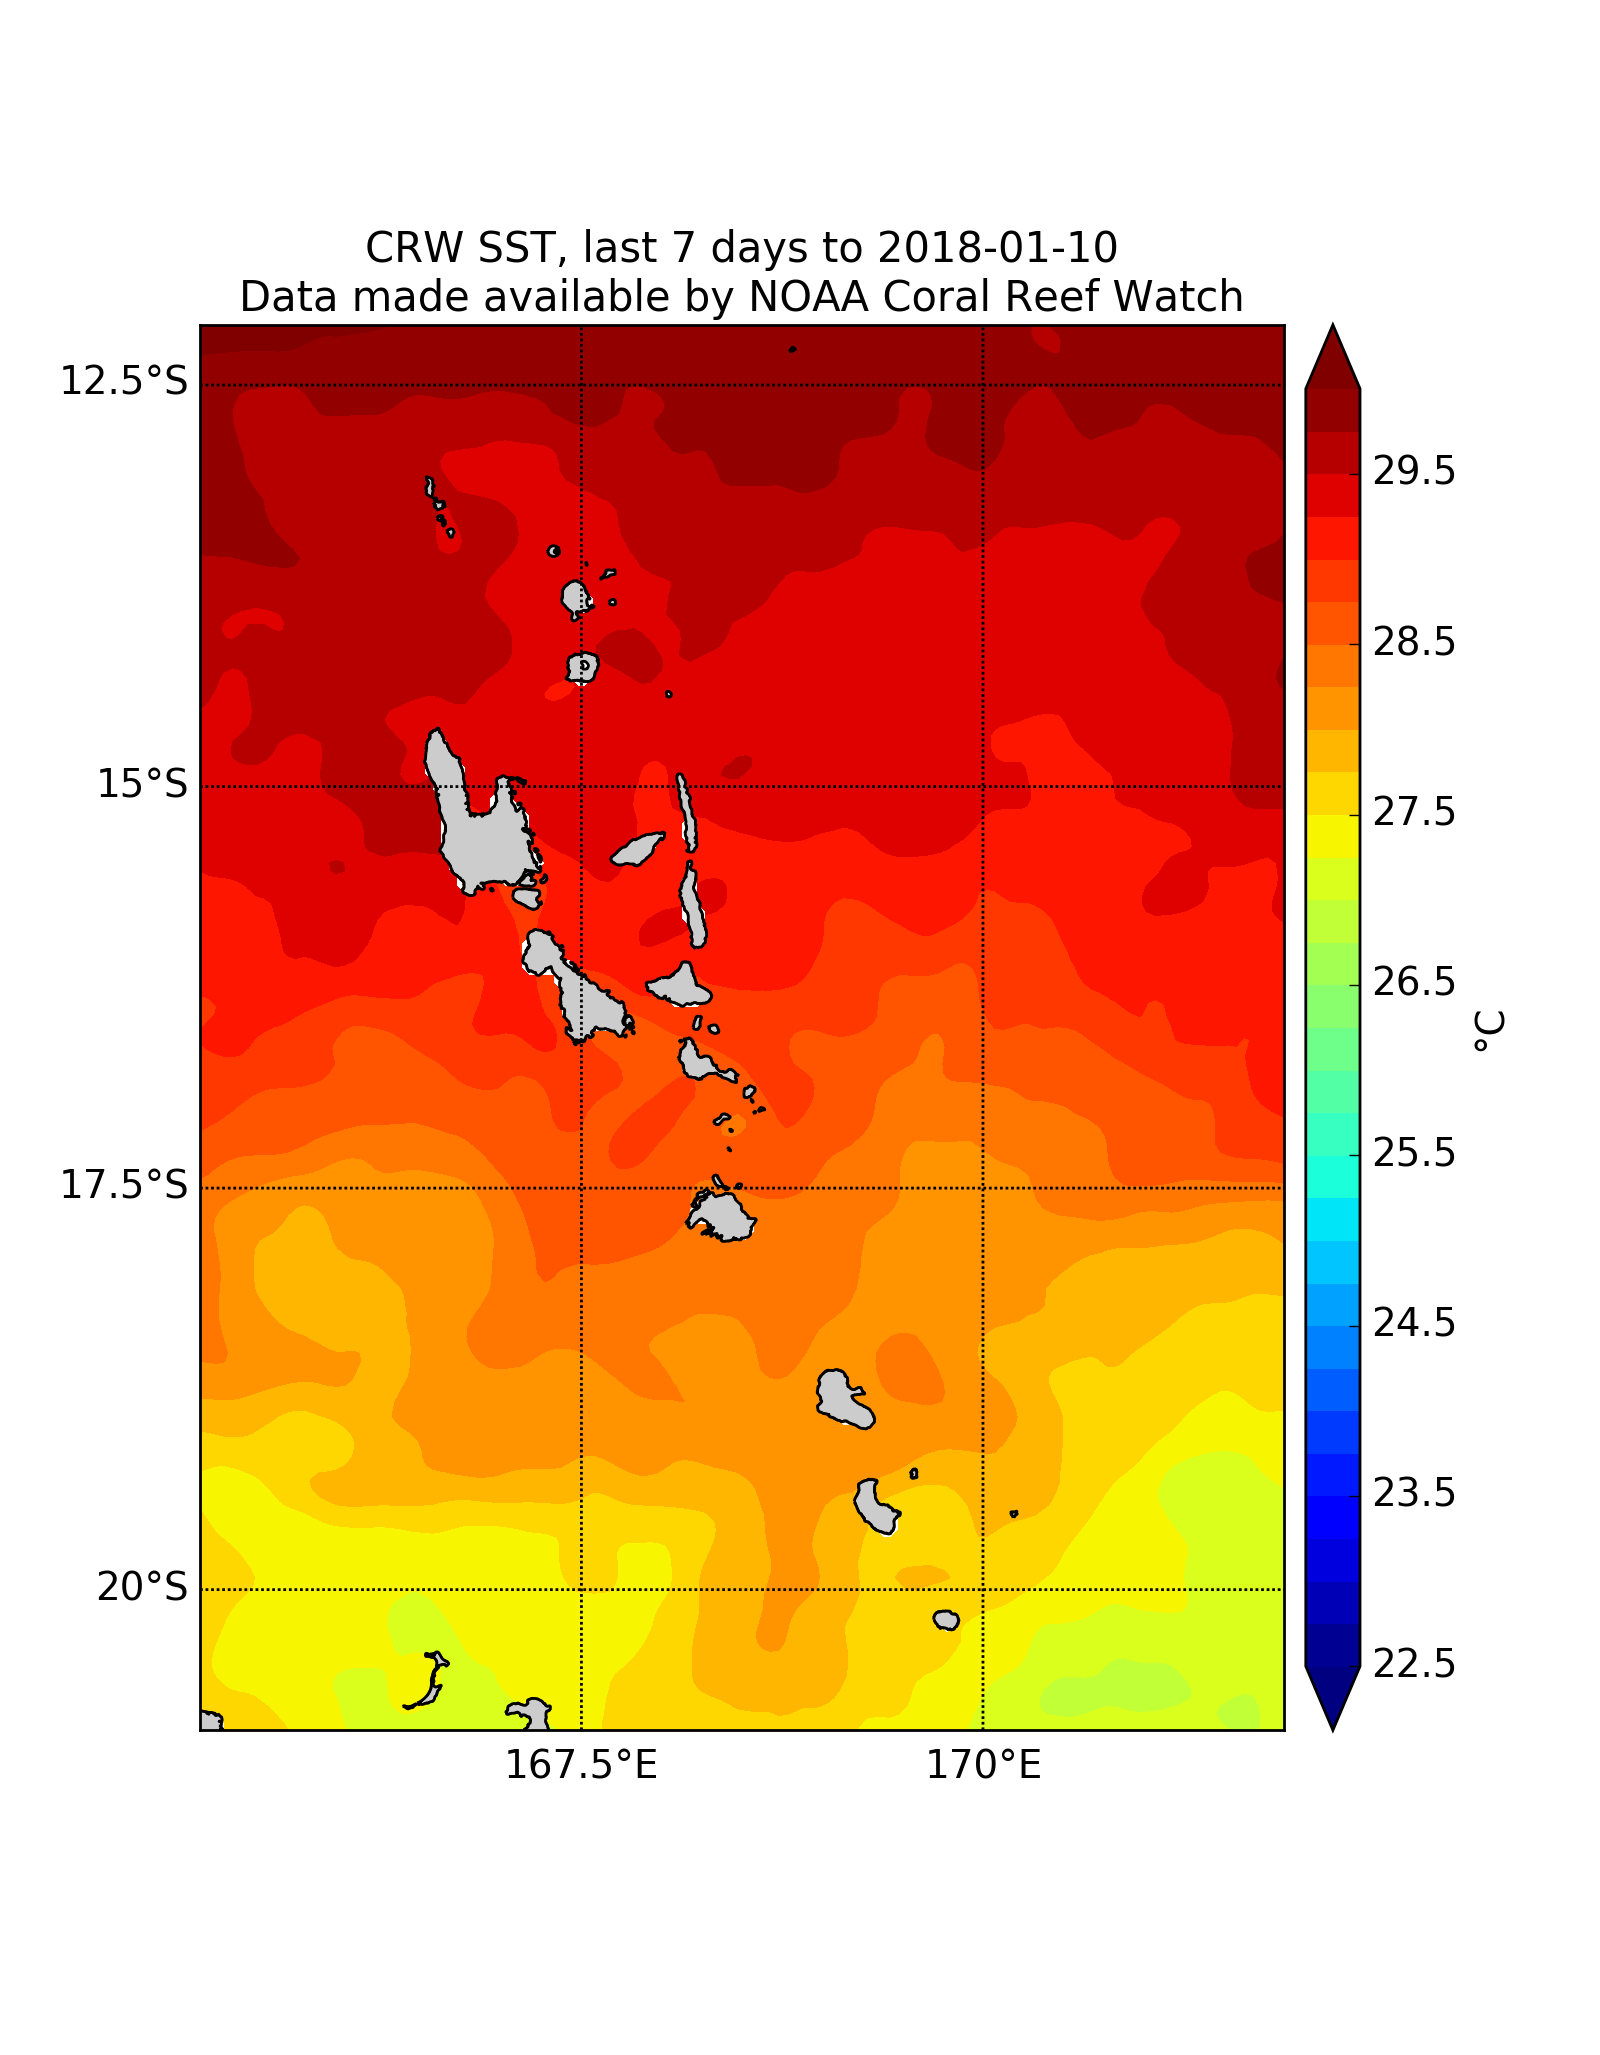 CRW SST, last 7 days to 2018-01-10
Data made available by NOAA Coral Reef Watch
12.5°S
15°S
17.5°S
20°S
167.5°E
170°E
29.5
28.5
27.5
26.5
25.5
24.5
23.5
22.5
°C